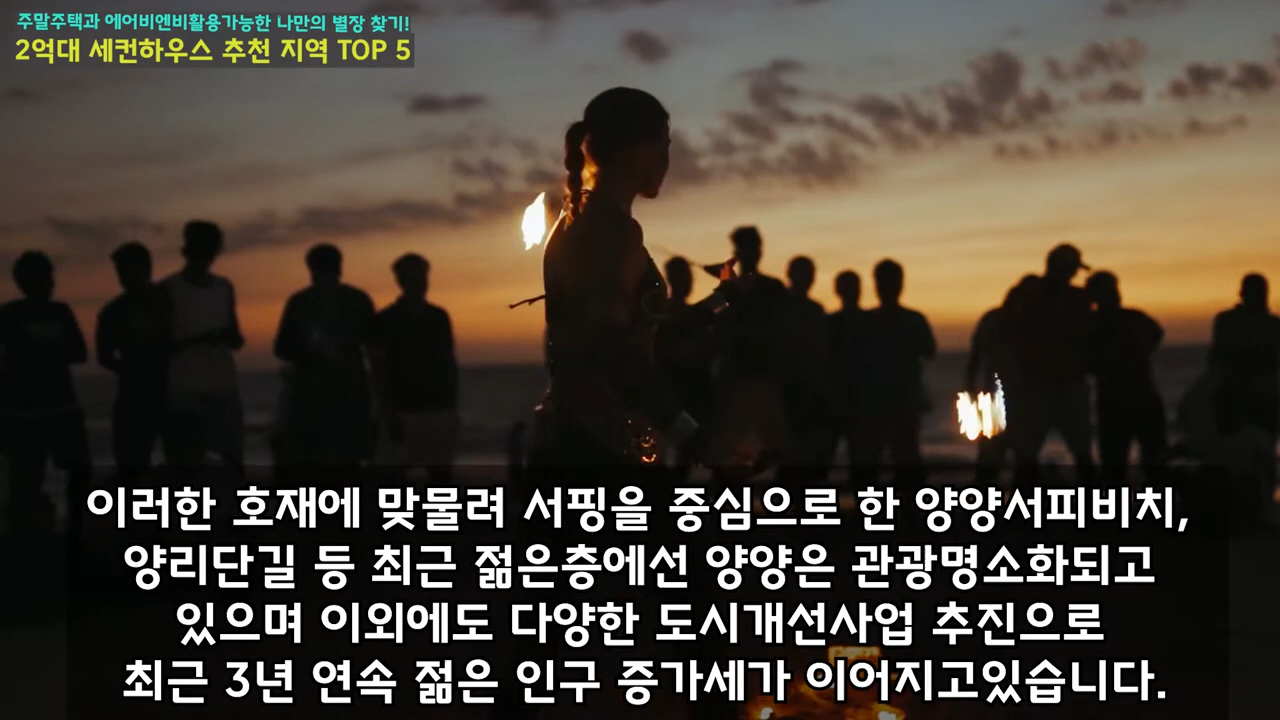 주말주택과 에어비엔비활용가능한 나만의 별장 찾기!
2억대 세컨하우스 추천 지역 TOP 5
이러한 호재에 맞물려 서핑을 중심으로 한 양양서피비치,
양리단길 등 최근 젊은층에선 양양은 관광명소화되고
있으며 이외에도 다양한 도시개선사업 추진으로
최근 3년 연속 젊은 인구 증가세가 이어지고있습니다.